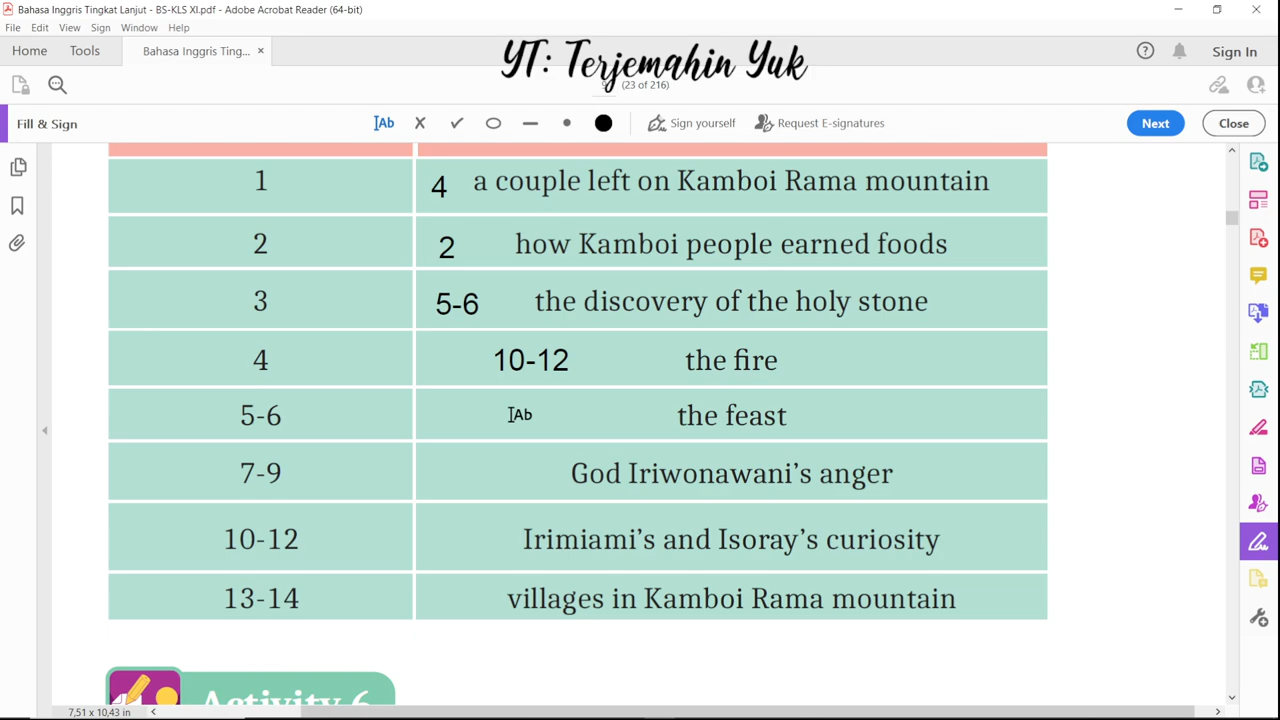 Bahasa Inggris Tingkat Lanjut - BS-KLS XI.pdf - Adobe Acrobat Reader (64-bit)
File Edit View Sign Window Help
Home Tools Bahasa Inggris Ting... × Sign In
YT: Terjemahin Yuk
(23 of 216)
Fill & Sign Ab Sign yourself Request E-signatures Next Close
1 4 a couple left on Kamboi Rama mountain
2 2 how Kamboi people earned foods
3 5-6 the discovery of the holy stone
4 10-12 the fire
5-6 Ab the feast
7-9 God Iriwonawani's anger
10-12 Irimiami's and Isoray's curiosity
13-14 villages in Kamboi Rama mountain
Activity 6
7,51 x 10,43 in